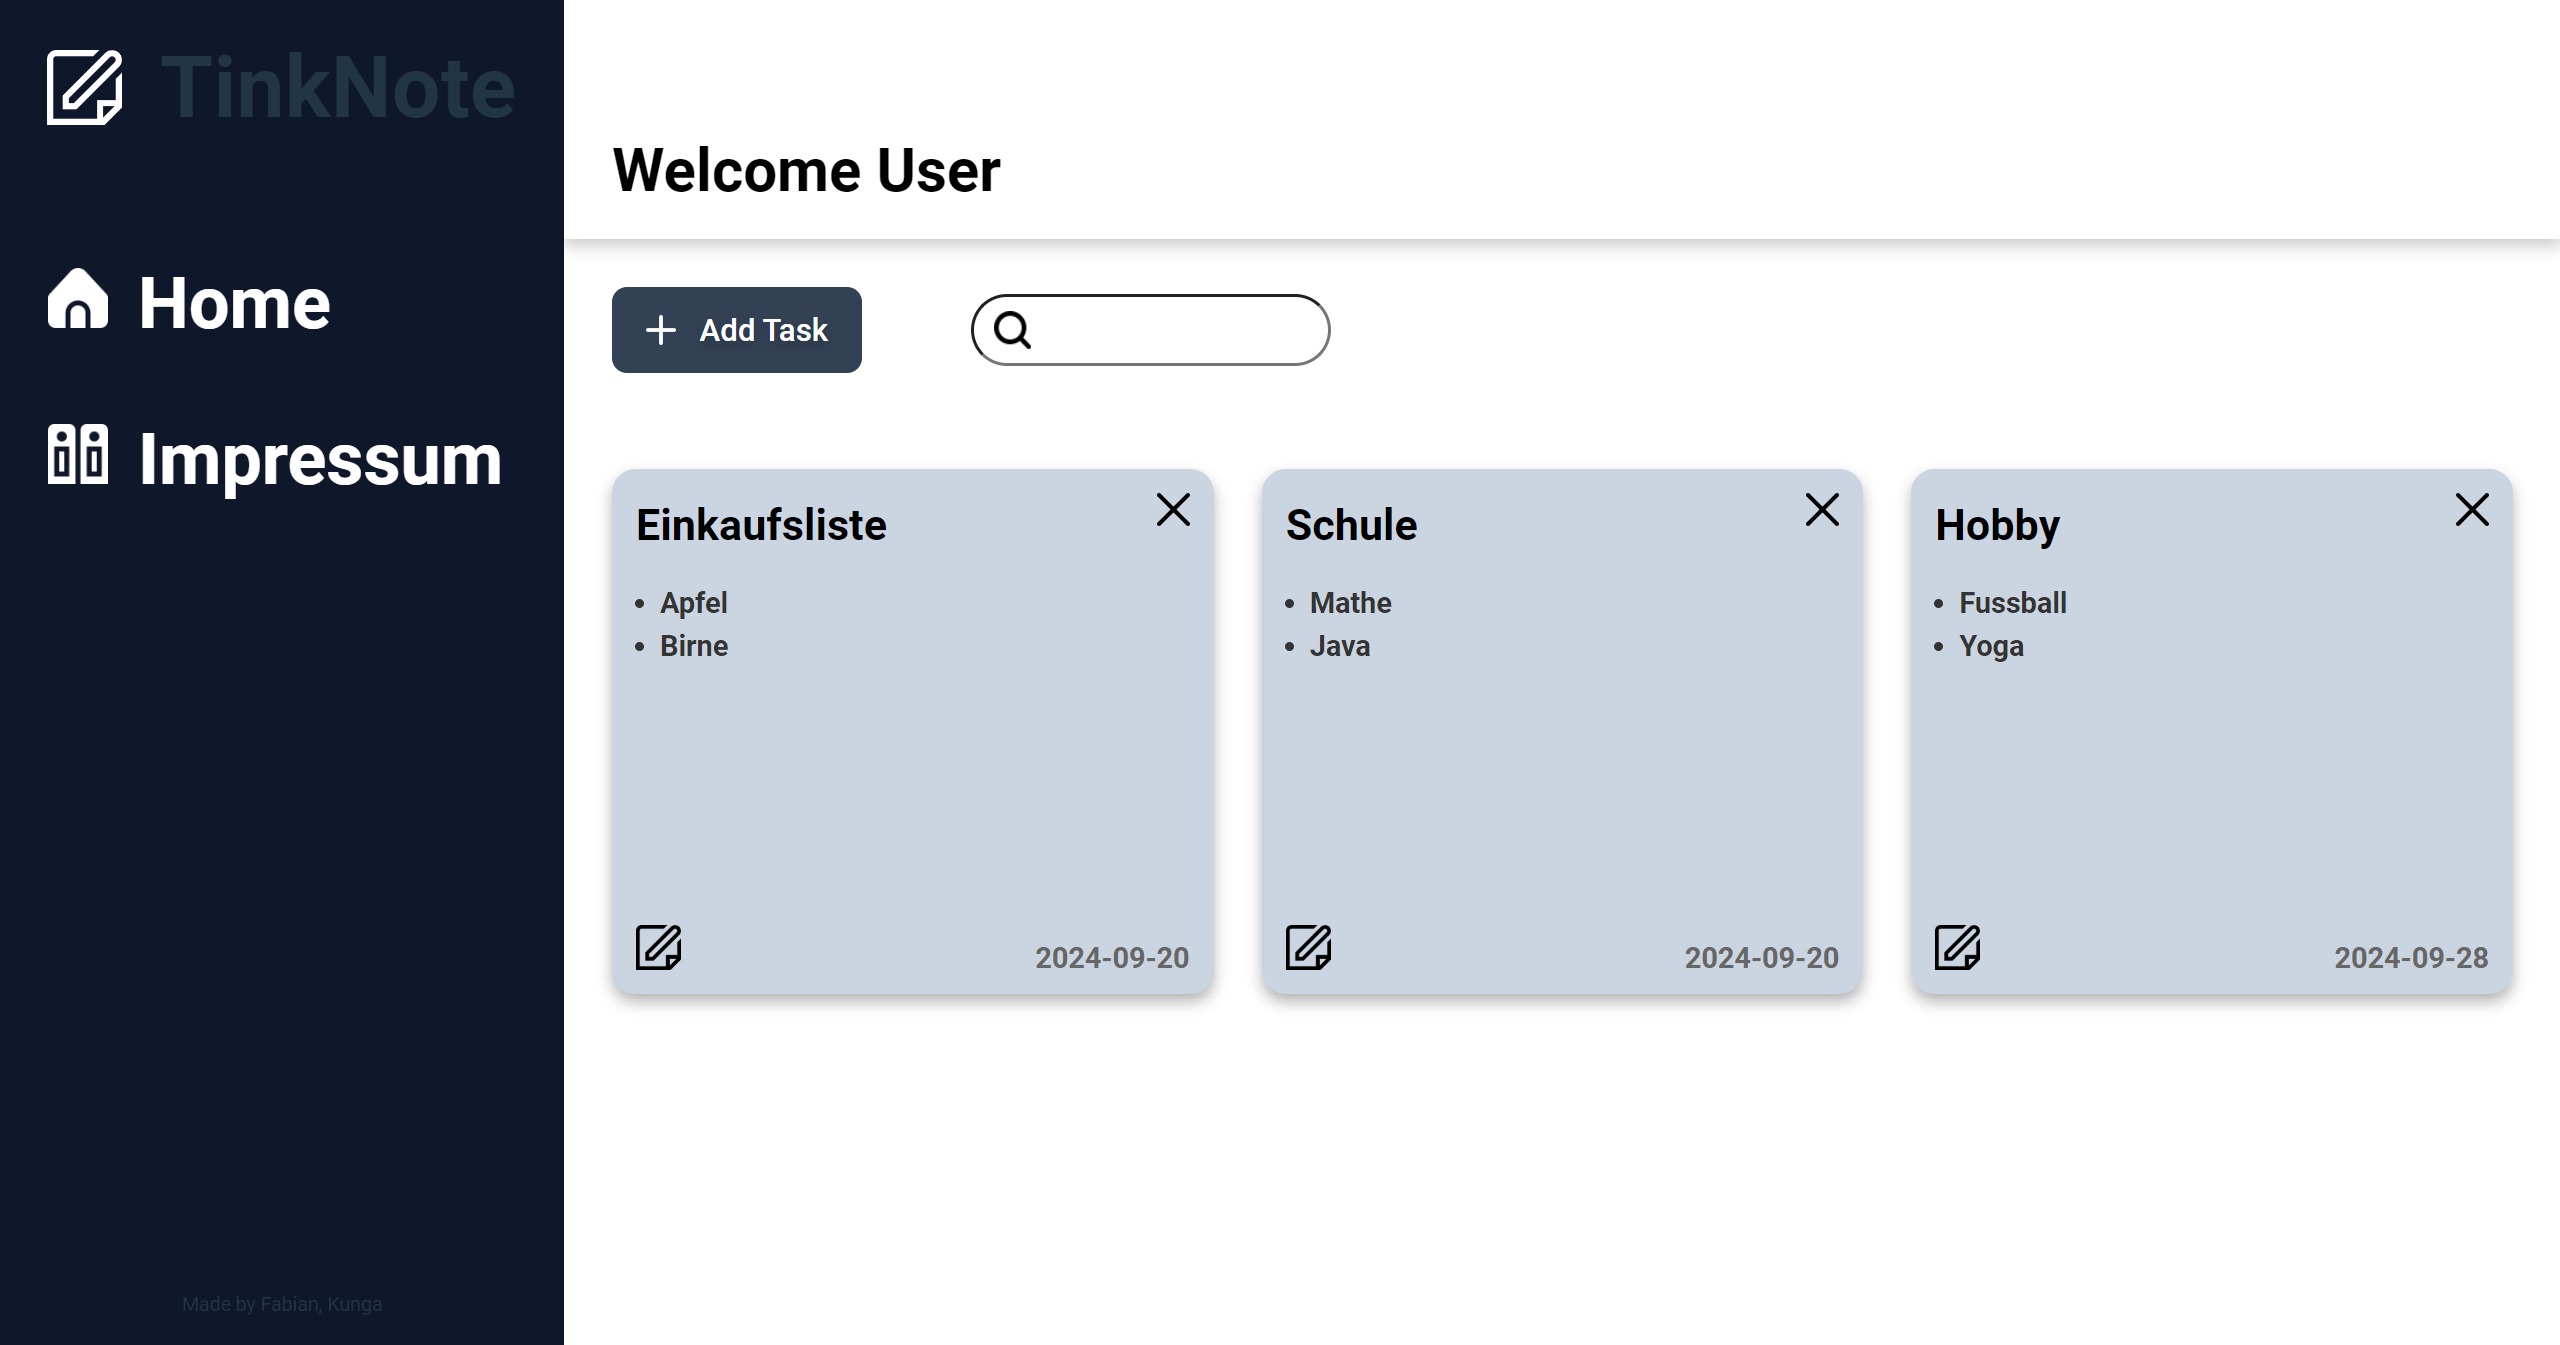 TinkNote
Home
Impressum
Made by Fabian, Kunga
Welcome User
Add Task
Einkaufsliste
Apfel
Birne
2024-09-20
Schule
Mathe
Java
2024-09-20
Hobby
Fussball
Yoga
2024-09-28